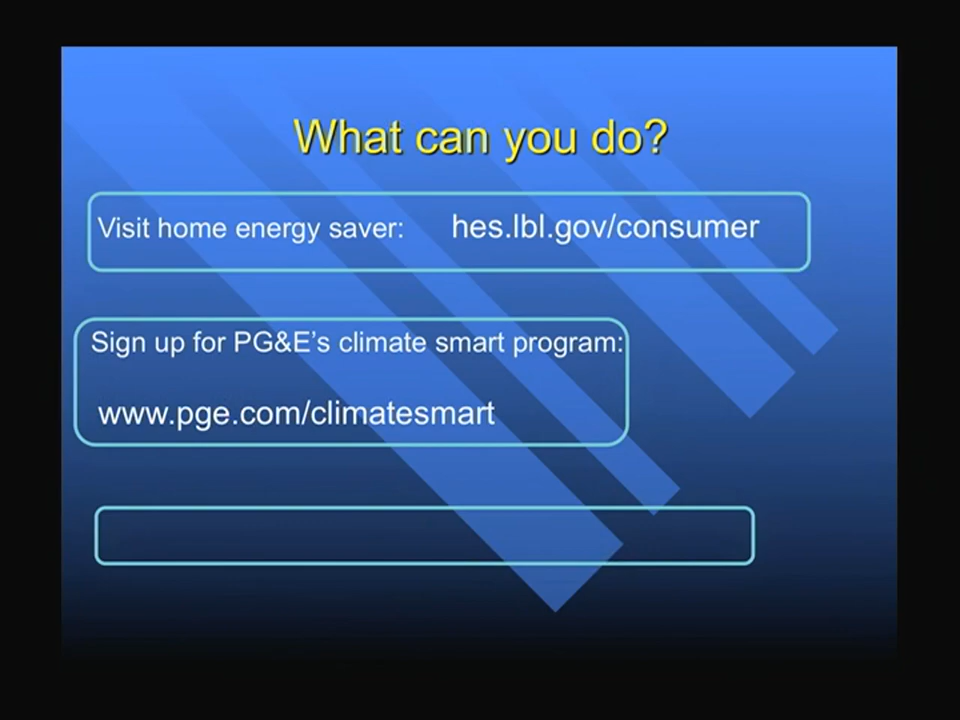 What can you do?
Visit home energy saver: hes.lbl.gov/consumer
Sign up for PG&E's climate smart program:
www.pge.com/climatesmart